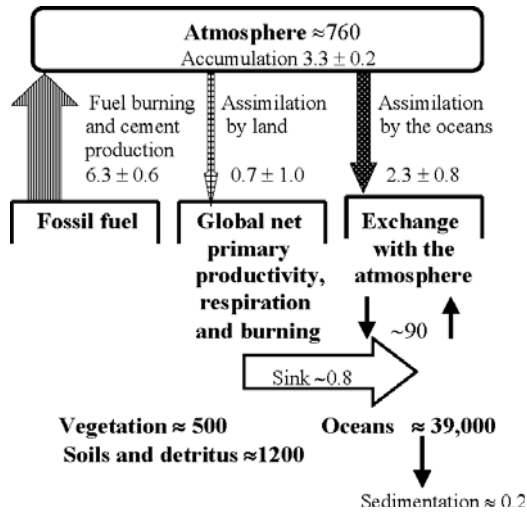 Atmosphere ≈760
Accumulation 3.3 ± 0.2
Fuel burning
and cement
production
6.3 ± 0.6
Assimilation
by land
0.7 ± 1.0
Assimilation
by the oceans
2.3 ± 0.8
Fossil fuel
Global net
primary
productivity,
respiration
and burning
Exchange
with the
atmosphere
~90
Sink ~0.8
Vegetation ≈ 500
Soils and detritus ≈1200
Oceans ≈ 39,000
Sedimentation ≈ 0.2